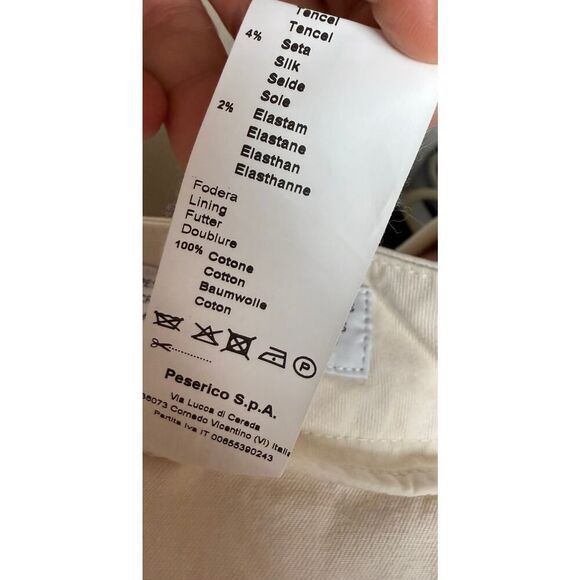 Tencel
Tencel
4% Seta
Silk
Seide
Soie
2% Elastam
Elastane
Elasthan
Elasthanne
Fodera
Lining
Futter
Doublure
100% Cotone
Cotton
Baumwolle
Coton
P
Peserico S.p.A.
Via Lucca di Cereda
36073 Cornedo Vicentino (VI) Italia
Partita Iva IT 00855390243